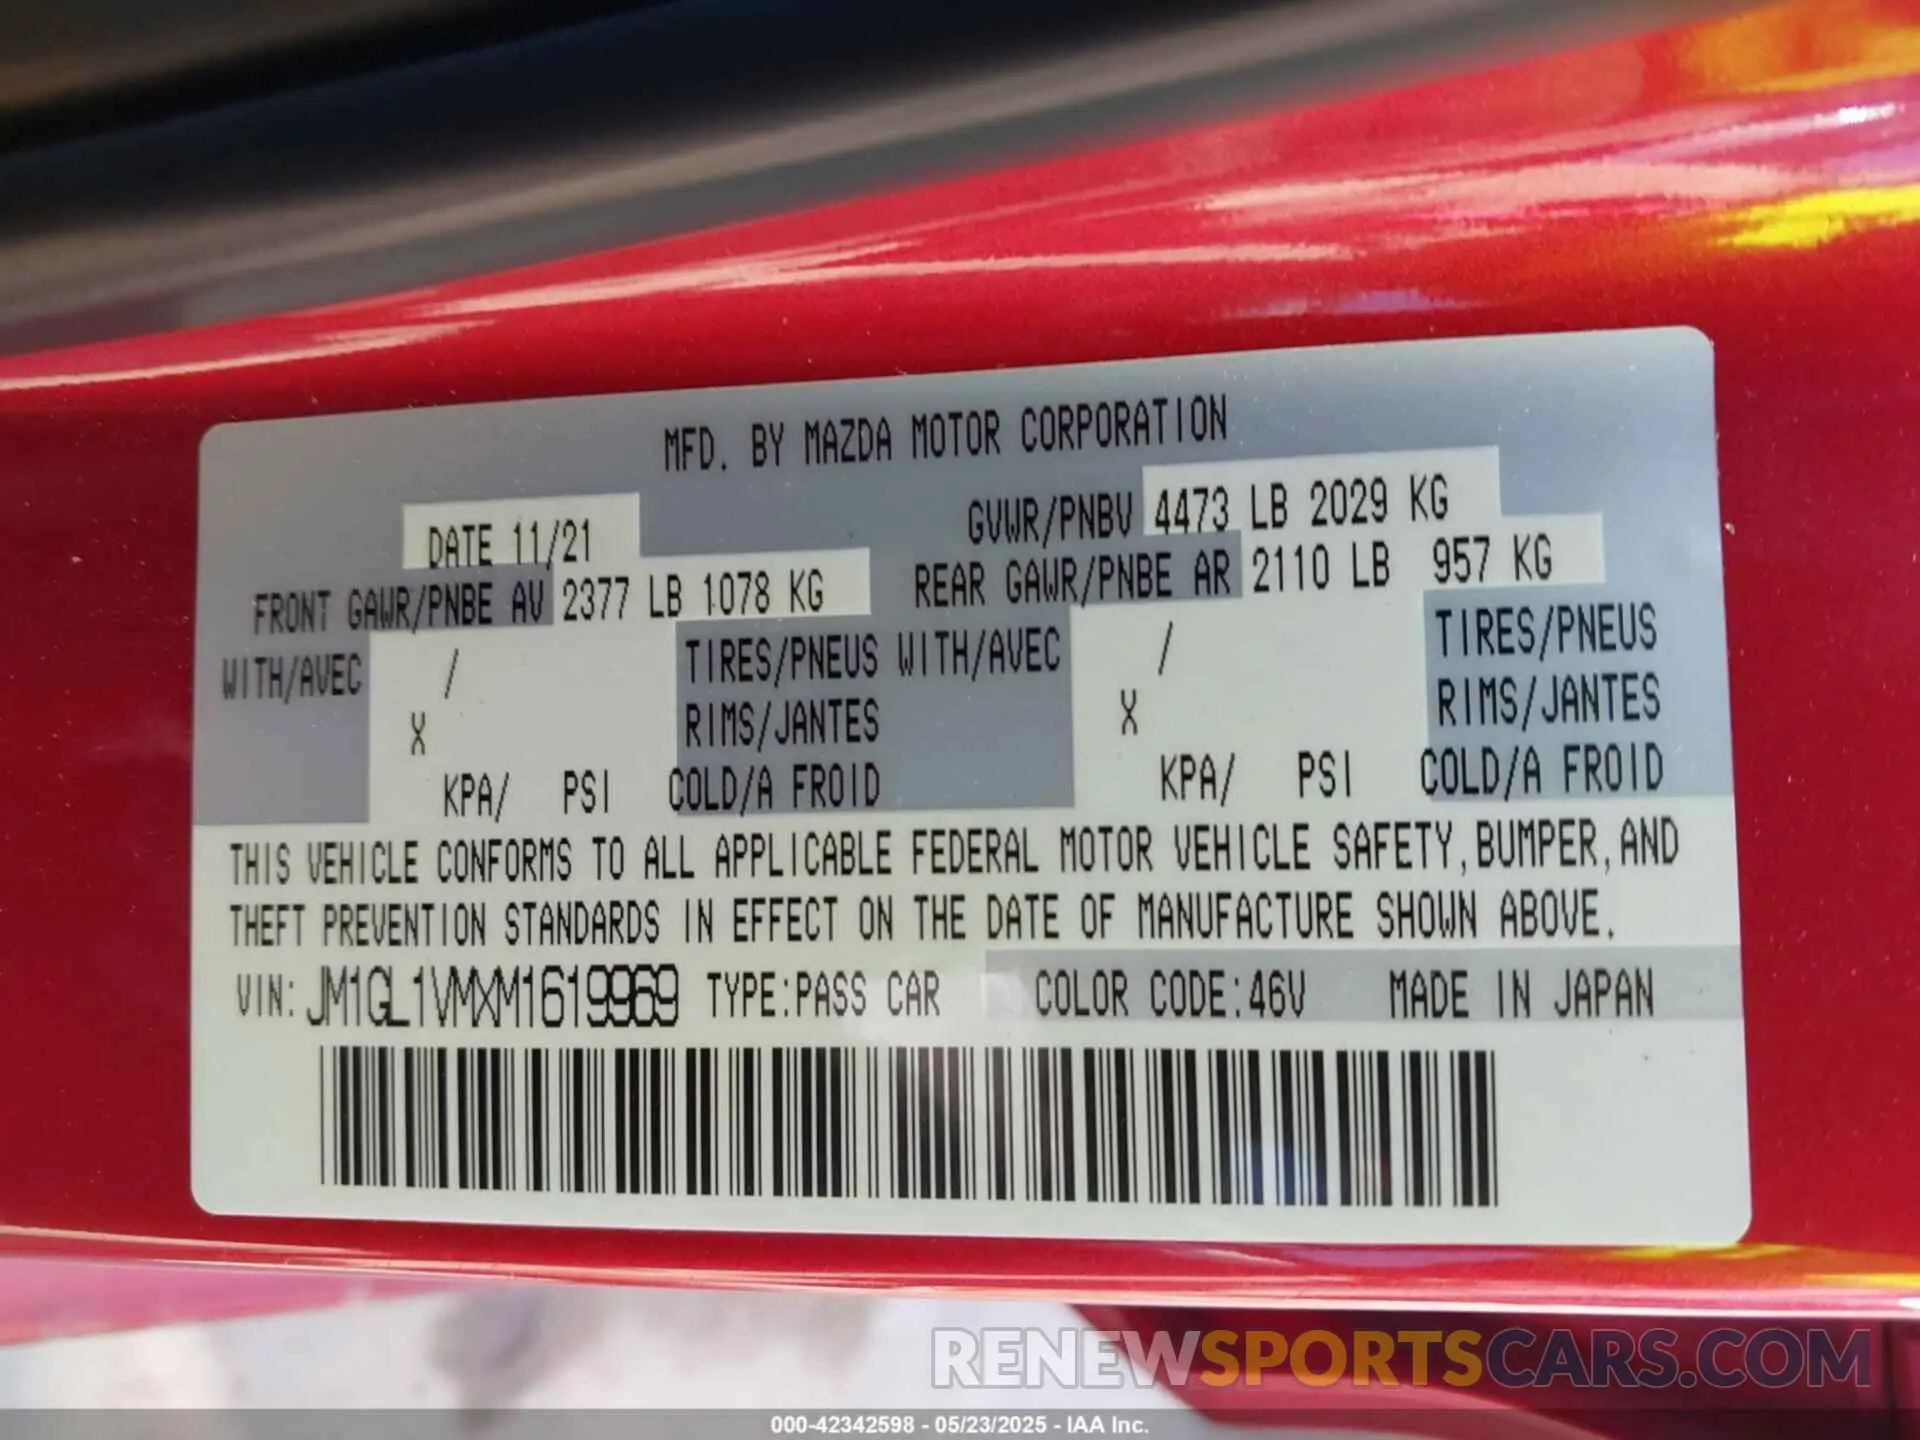 MFD. BY MAZDA MOTOR CORPORATION
DATE 11/21 GVWR/PNBV 4473 LB 2029 KG
FRONT GAWR/PNBE AV 2377 LB 1078 KG REAR GAWR/PNBE AR 2110 LB 957 KG
WITH/AVEC / TIRES/PNEUS WITH/AVEC / TIRES/PNEUS
X RIMS/JANTES X RIMS/JANTES
KPA/ PSI COLD/A FROID KPA/ PSI COLD/A FROID
THIS VEHICLE CONFORMS TO ALL APPLICABLE FEDERAL MOTOR VEHICLE SAFETY, BUMPER, AND
THEFT PREVENTION STANDARDS IN EFFECT ON THE DATE OF MANUFACTURE SHOWN ABOVE.
VIN: JM1GL1VMXM1619969 TYPE:PASS CAR COLOR CODE:46V MADE IN JAPAN
RENEWSPORTSCARS.COM
000-42342598 - 05/23/2025 - IAA Inc.